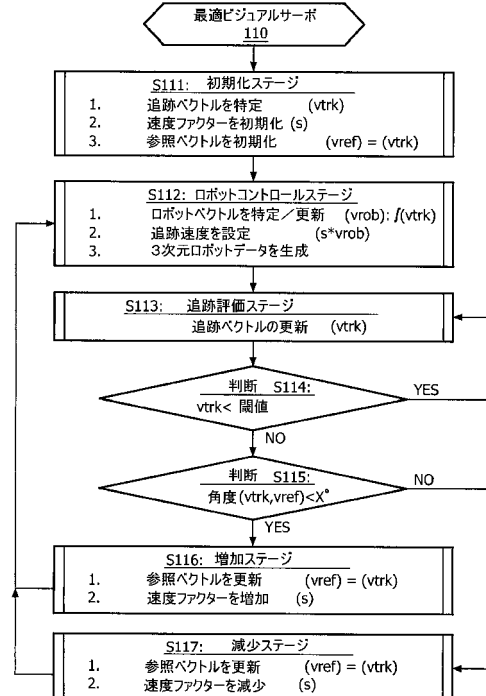 最適ビジュアルサーボ
110
S111: 初期化ステージ
1. 追跡ベクトルを特定 (vtrk)
2. 速度ファクターを初期化 (s)
3. 参照ベクトルを初期化 (vref) = (vtrk)
S112: ロボットコントロールステージ
1. ロボットベクトルを特定／更新 (vrob): ƒ(vtrk)
2. 追跡速度を設定 (s*vrob)
3. 3次元ロボットデータを生成
S113: 追跡評価ステージ
追跡ベクトルの更新 (vtrk)
判断 S114:
vtrk< 閾値
YES
NO
判断 S115:
角度(vtrk,vref)<X°
NO
YES
S116: 増加ステージ
1. 参照ベクトルを更新 (vref) = (vtrk)
2. 速度ファクターを増加 (s)
S117: 減少ステージ
1. 参照ベクトルを更新 (vref) = (vtrk)
2. 速度ファクターを減少 (s)